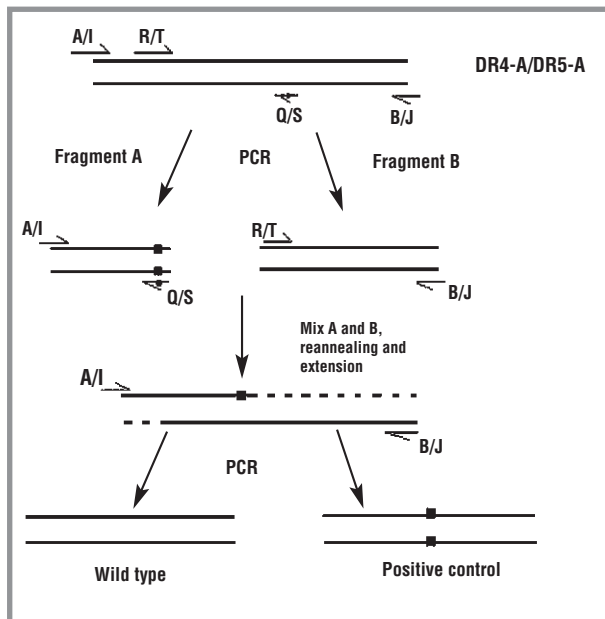 A/I R/T
DR4-A/DR5-A
Q/S B/J
Fragment A PCR Fragment B
A/I R/T
Q/S B/J
Mix A and B,
reannealing and
extension
A/I
B/J
PCR
Wild type Positive control